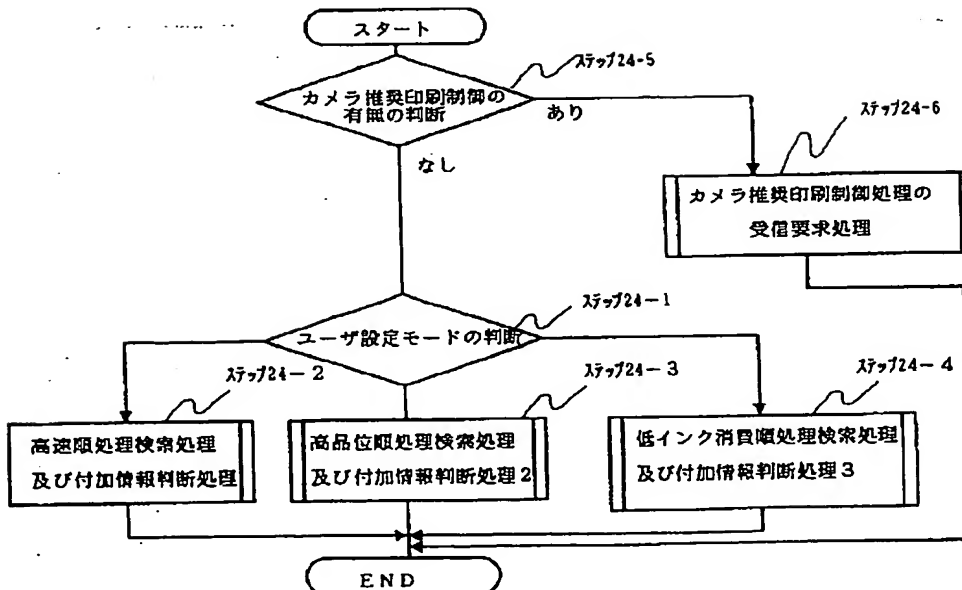 スタート
ステップ24-5
カメラ推奨印刷制御の
有無の判断
あり
なし
ステップ24-6
カメラ推奨印刷制御処理の
受信要求処理
ステップ24-1
ユーザ設定モードの判断
ステップ24-2
ステップ24-3
ステップ24-4
高速順処理検索処理
及び付加情報判断処理
高品位順処理検索処理
及び付加情報判断処理2
低インク消費順処理検索処理
及び付加情報判断処理3
END